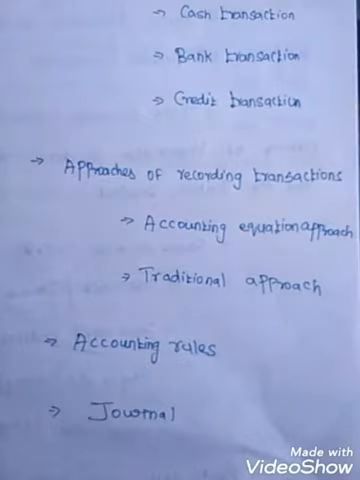 → Cash transaction
→ Bank transaction
→ Credit transaction
→ Approaches of recording transactions
→ Accounting equation approach
→ Traditional approach
→ Accounting rules
→ Journal
Made with
VideoShow